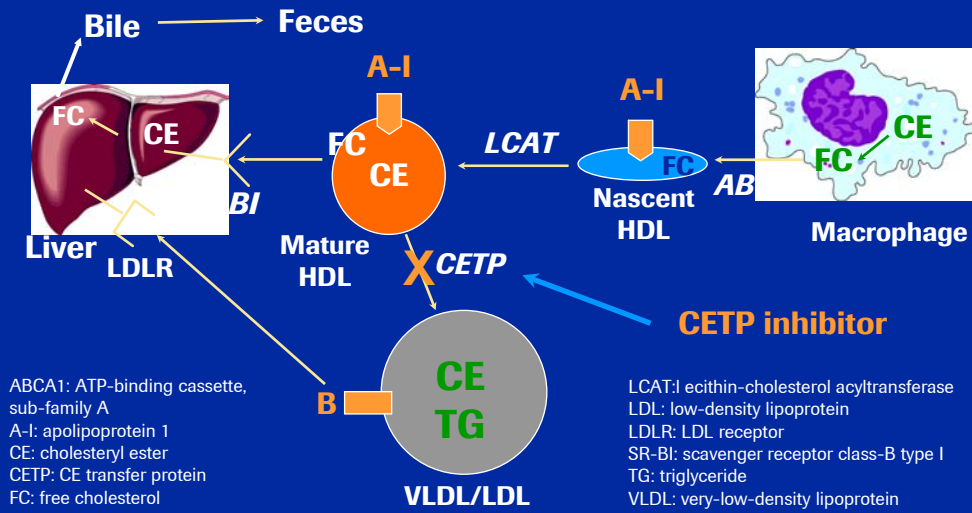 Bile
Feces
A-I
A-I
FC
CE
FC
CE
LCAT
FC
CE
FC
BI
AB
Nascent
HDL
Macrophage
Liver
LDLR
Mature
HDL
X
CETP
CETP inhibitor
CE
TG
B
VLDL/LDL
ABCA1: ATP-binding cassette,
sub-family A
A-I: apolipoprotein 1
CE: cholesteryl ester
CETP: CE transfer protein
FC: free cholesterol
LCAT:l ecithin-cholesterol acyltransferase
LDL: low-density lipoprotein
LDLR: LDL receptor
SR-BI: scavenger receptor class-B type I
TG: triglyceride
VLDL: very-low-density lipoprotein